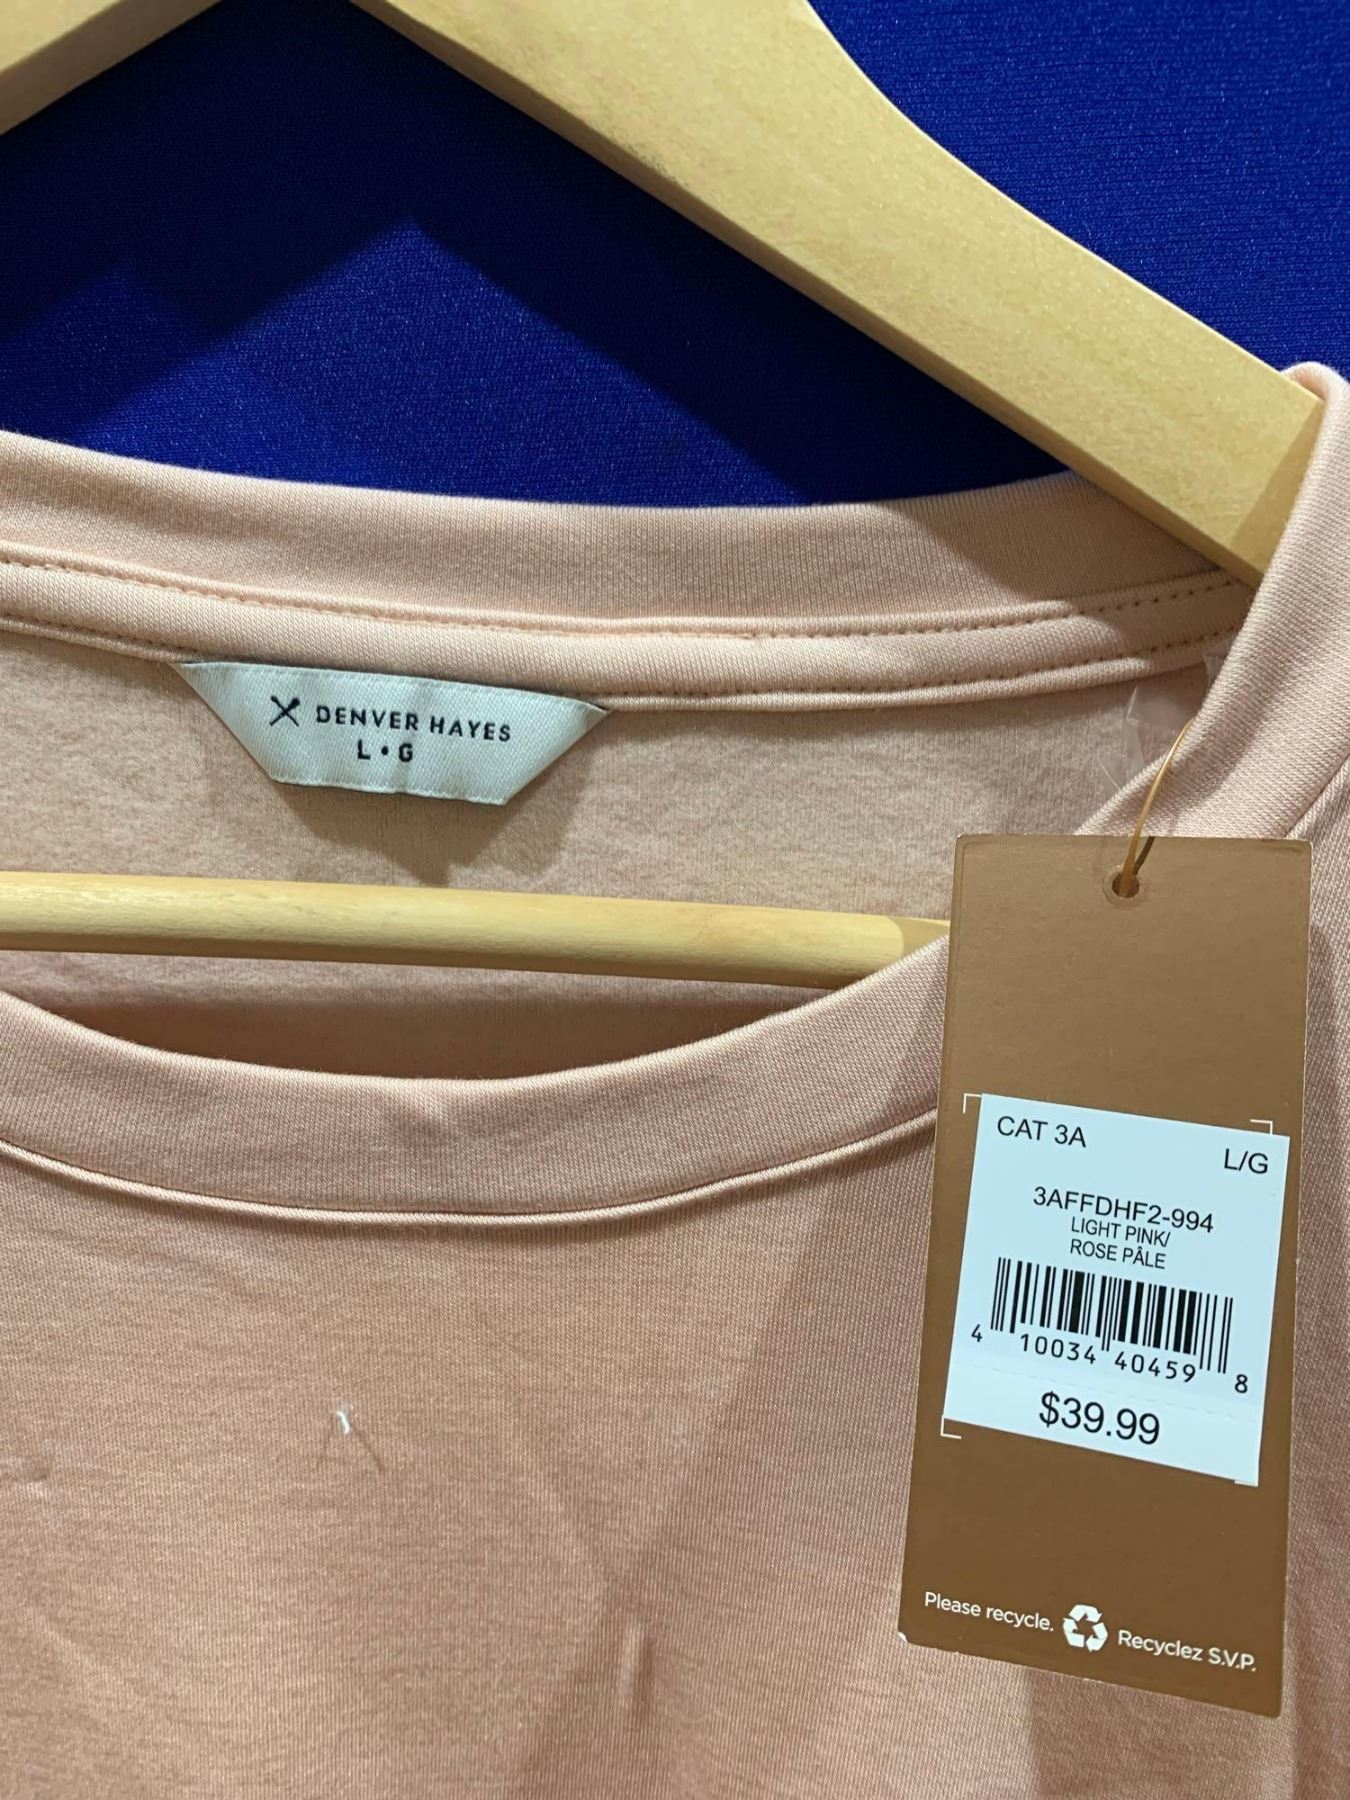 DENVER HAYES
L • G
CAT 3A
L/G
3AFFDHF2-994
LIGHT PINK/
ROSE PÂLE
4 10034 40459 8
$39.99
Please recycle. Recyclez S.V.P.